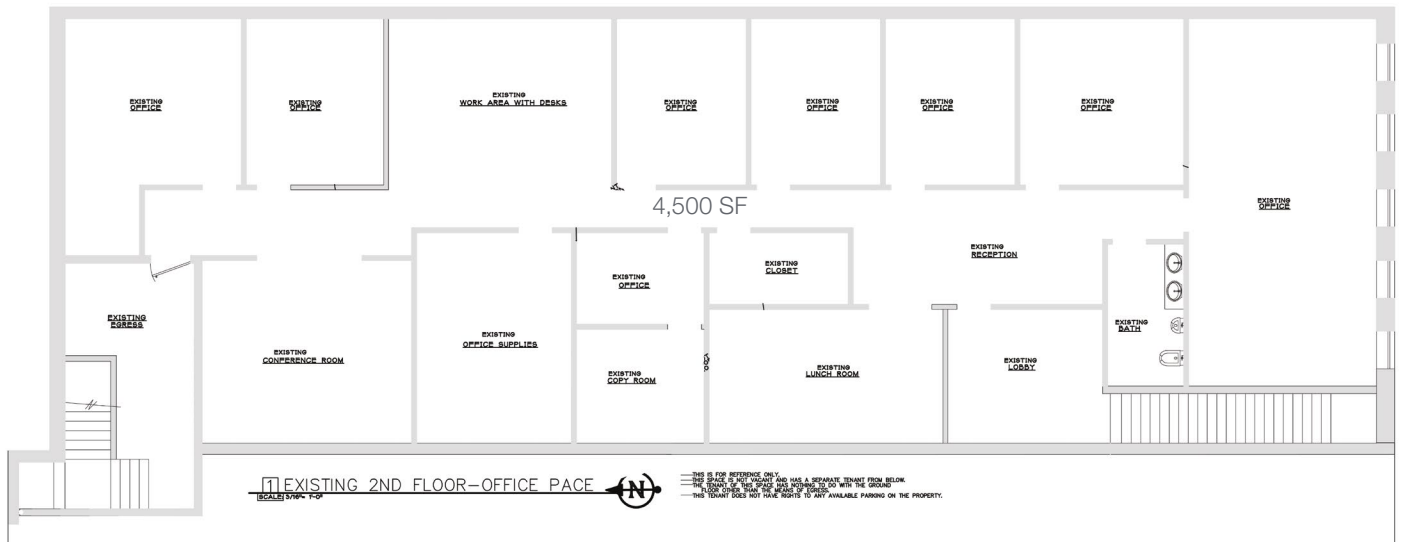 EXISTING
OFFICE
EXISTING
OFFICE
EXISTING
WORK AREA WITH DESKS
EXISTING
OFFICE
EXISTING
OFFICE
EXISTING
OFFICE
EXISTING
OFFICE
EXISTING
OFFICE
4,500 SF
EXISTING
RECEPTION
EXISTING
OFFICE
EXISTING
CLOSET
EXISTING
EGRESS
EXISTING
CONFERENCE ROOM
EXISTING
OFFICE SUPPLIES
EXISTING
COPY ROOM
EXISTING
LUNCH ROOM
EXISTING
LOBBY
EXISTING
BATH
1 EXISTING 2ND FLOOR-OFFICE PACE
SCALE: 3/16"= 1'-0"
N
THIS IS FOR REFERENCE ONLY.
THIS SPACE IS NOT VACANT AND HAS A SEPARATE TENANT FROM BELOW.
THE TENANT OF THIS SPACE HAS NOTHING TO DO WITH THE GROUND
FLOOR OTHER THAN THE MEANS OF EGRESS.
THIS TENANT DOES NOT HAVE RIGHTS TO ANY AVAILABLE PARKING ON THE PROPERTY.